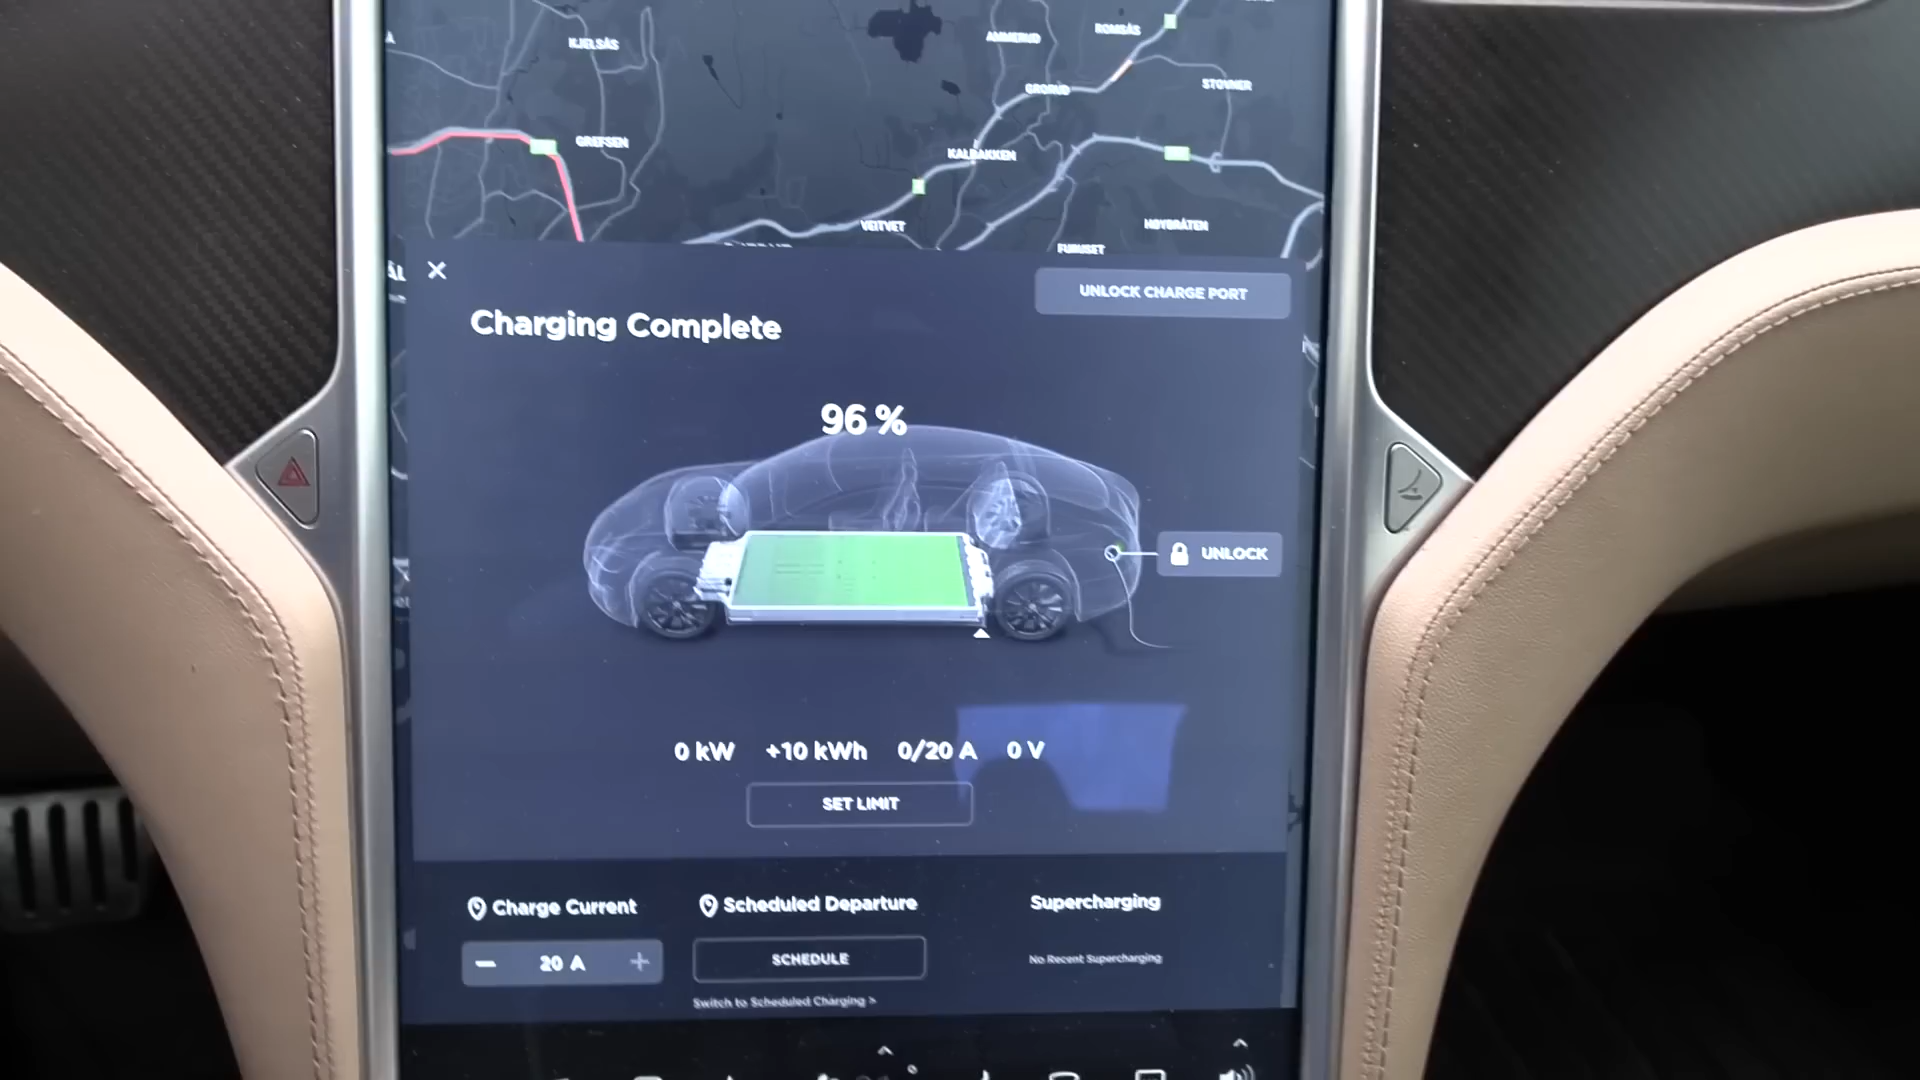 KJELSÅS
AMMERUD
ROMSÅS
GRORUD
STOVNER
GREFSEN
KALBAKKEN
VEITVET
HØYBRÅTEN
FURUSET
UNLOCK CHARGE PORT
Charging Complete
96 %
UNLOCK
0 kW +10 kWh 0/20 A 0 V
SET LIMIT
Charge Current
Scheduled Departure
Supercharging
20 A
SCHEDULE
No Recent Supercharging
Switch to Scheduled Charging >